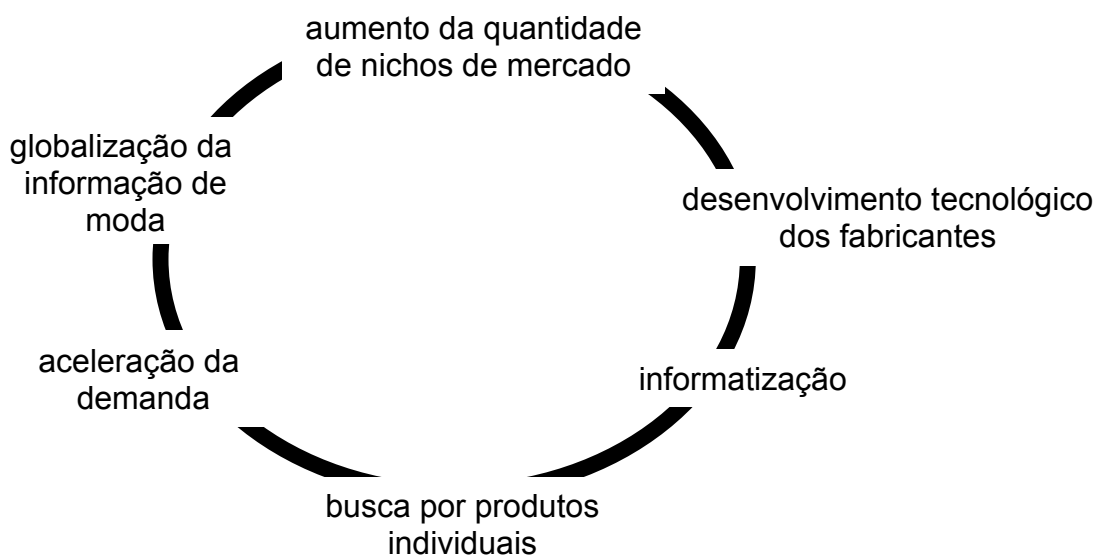 aumento da quantidade
de nichos de mercado
globalização da
informação de
moda
desenvolvimento tecnológico
dos fabricantes
aceleração da
demanda
informatização
busca por produtos
individuais